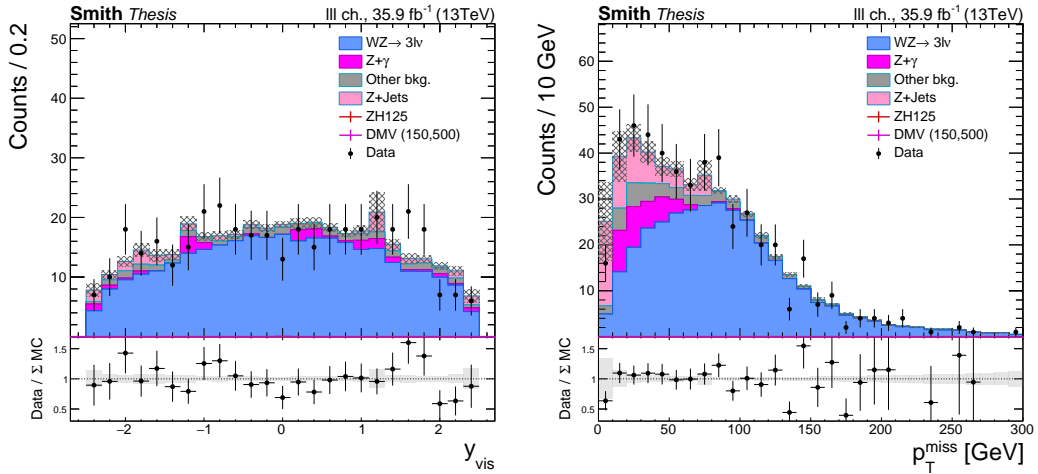 Smith Thesis lll ch., 35.9 fb⁻¹ (13TeV)
Counts / 0.2
50
40
30
20
10
WZ→ 3lν
Z+γ
Other bkg.
Z+Jets
ZH125
DMV (150,500)
Data
Data / Σ MC
1.5
1
0.5
−2 −1 0 1 2
y_vis
Smith Thesis lll ch., 35.9 fb⁻¹ (13TeV)
Counts / 10 GeV
60
50
40
30
20
10
0
WZ→ 3lν
Z+γ
Other bkg.
Z+Jets
ZH125
DMV (150,500)
Data
Data / Σ MC
1.5
1
0.5
0 50 100 150 200 250 300
p_T^miss [GeV]